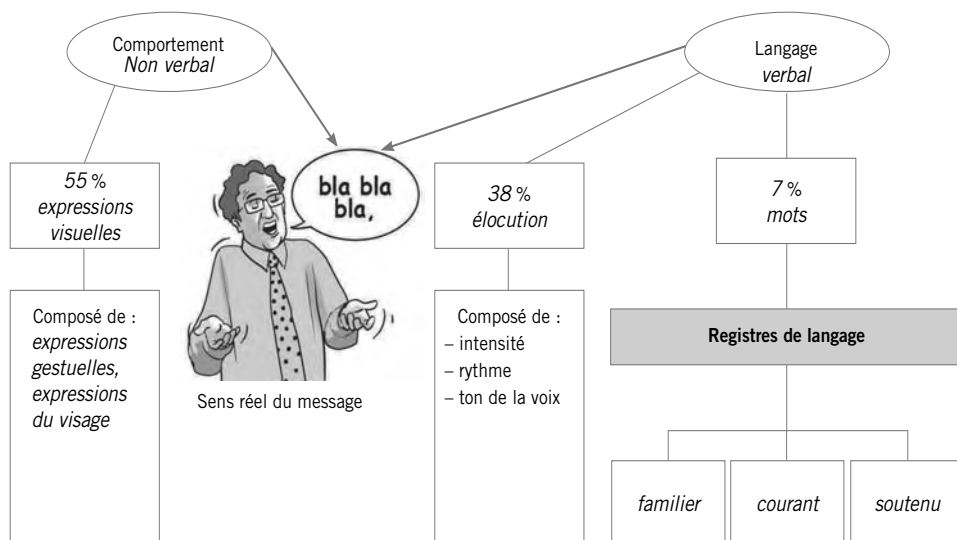 Comportement
Non verbal
Langage
verbal
55 %
expressions
visuelles
bla bla
bla,
38 %
élocution
7 %
mots
Composé de :
expressions
gestuelles,
expressions
du visage
Sens réel du message
Composé de :
– intensité
– rythme
– ton de la voix
Registres de langage
familier
courant
soutenu